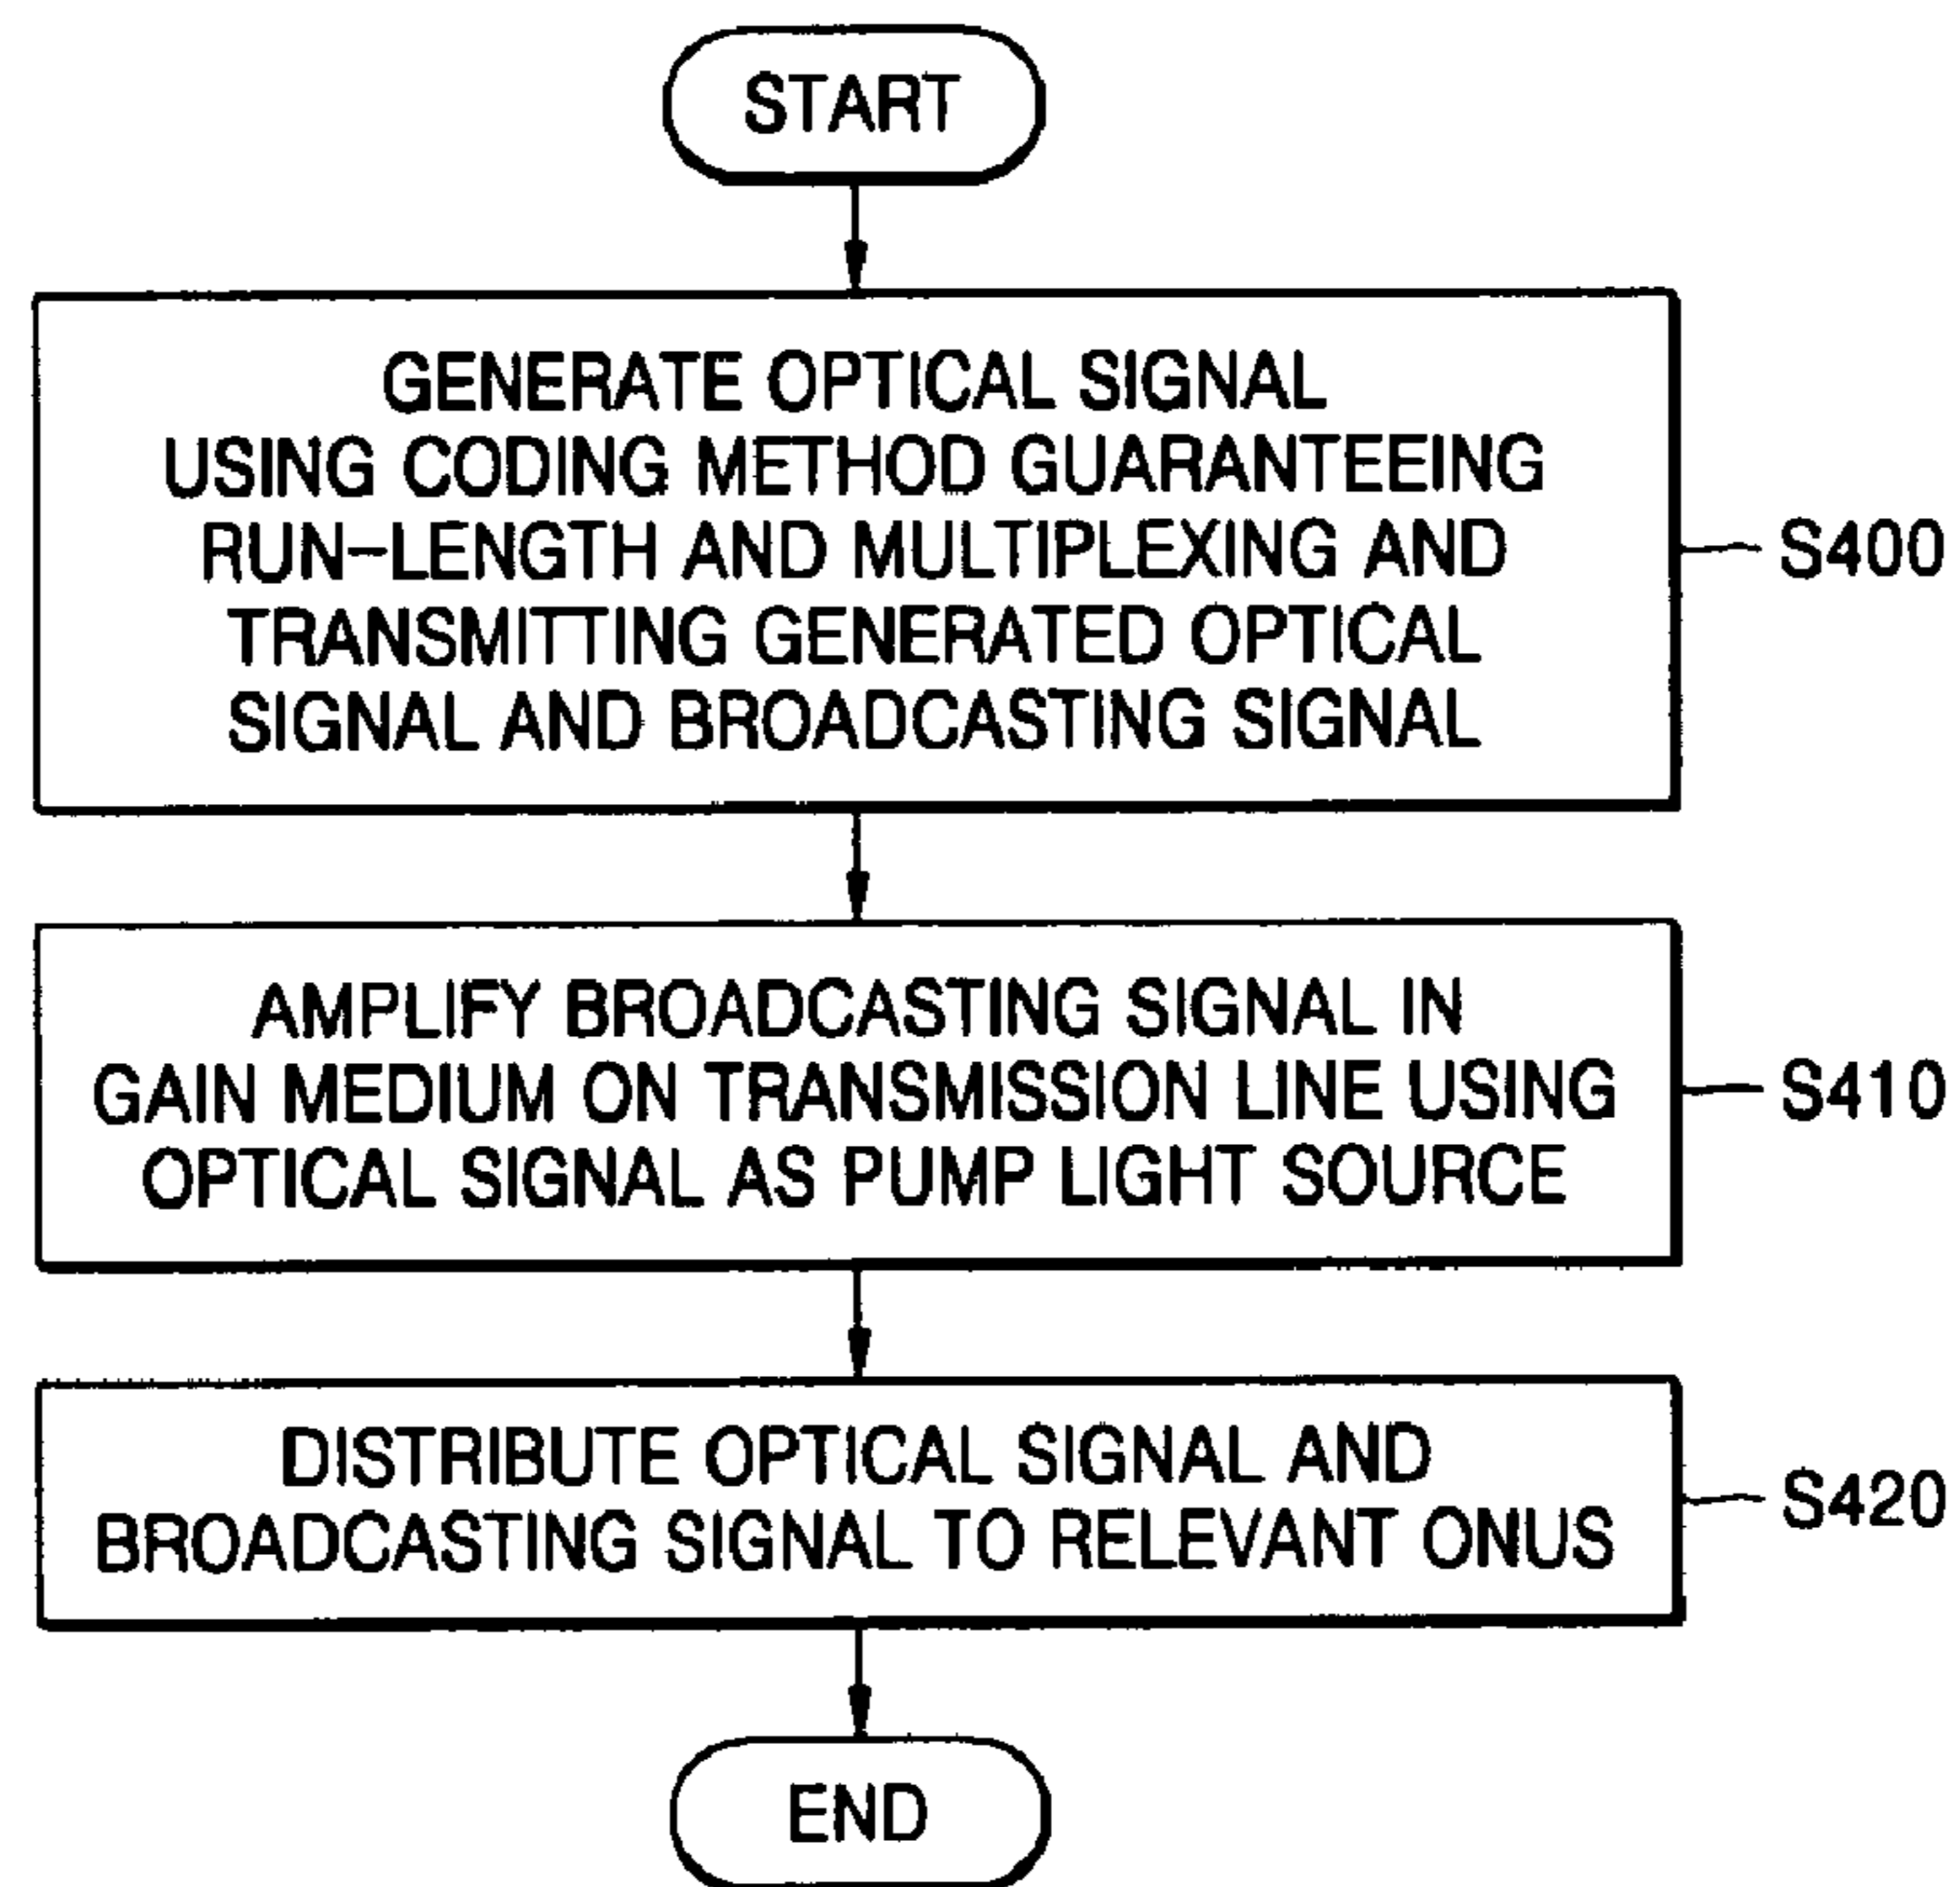 START
GENERATE OPTICAL SIGNAL
USING CODING METHOD GUARANTEEING
RUN-LENGTH AND MULTIPLEXING AND
TRANSMITTING GENERATED OPTICAL
SIGNAL AND BROADCASTING SIGNAL
S400
AMPLIFY BROADCASTING SIGNAL IN
GAIN MEDIUM ON TRANSMISSION LINE USING
OPTICAL SIGNAL AS PUMP LIGHT SOURCE
S410
DISTRIBUTE OPTICAL SIGNAL AND
BROADCASTING SIGNAL TO RELEVANT ONUS
S420
END